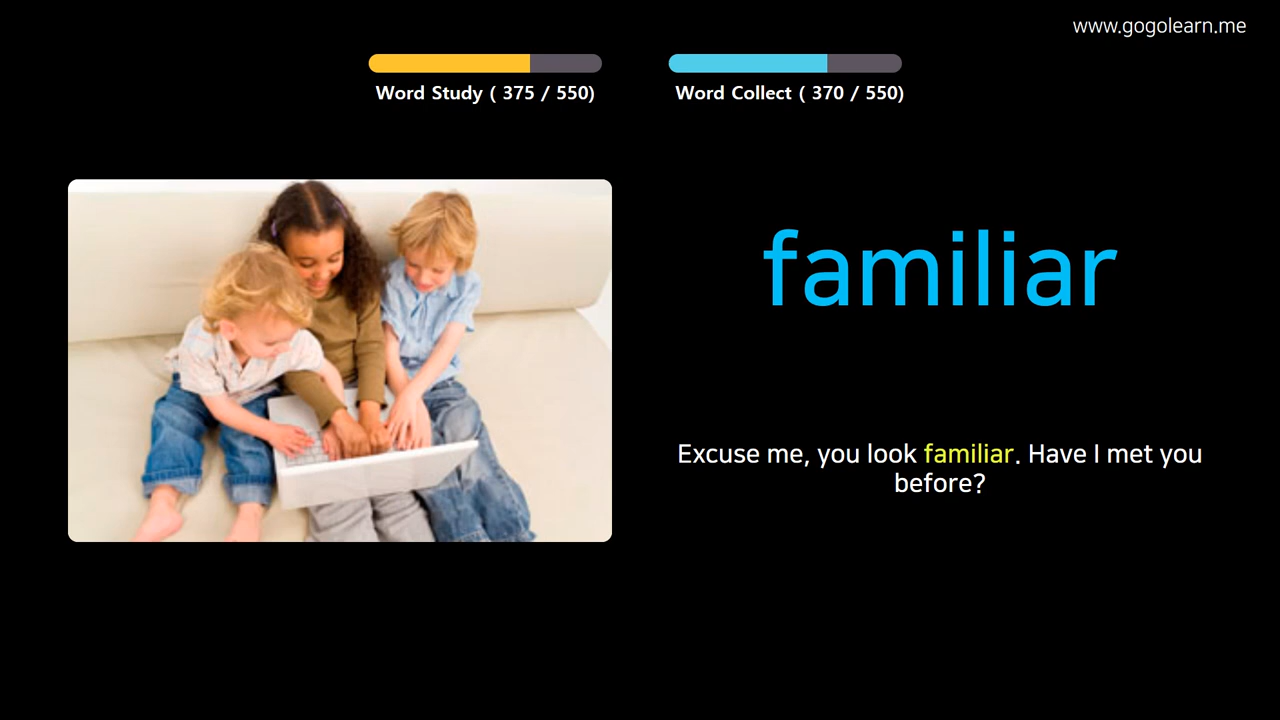 www.gogolearn.me
Word Study ( 375 / 550)
Word Collect ( 370 / 550)
familiar
Excuse me, you look familiar. Have I met you
before?